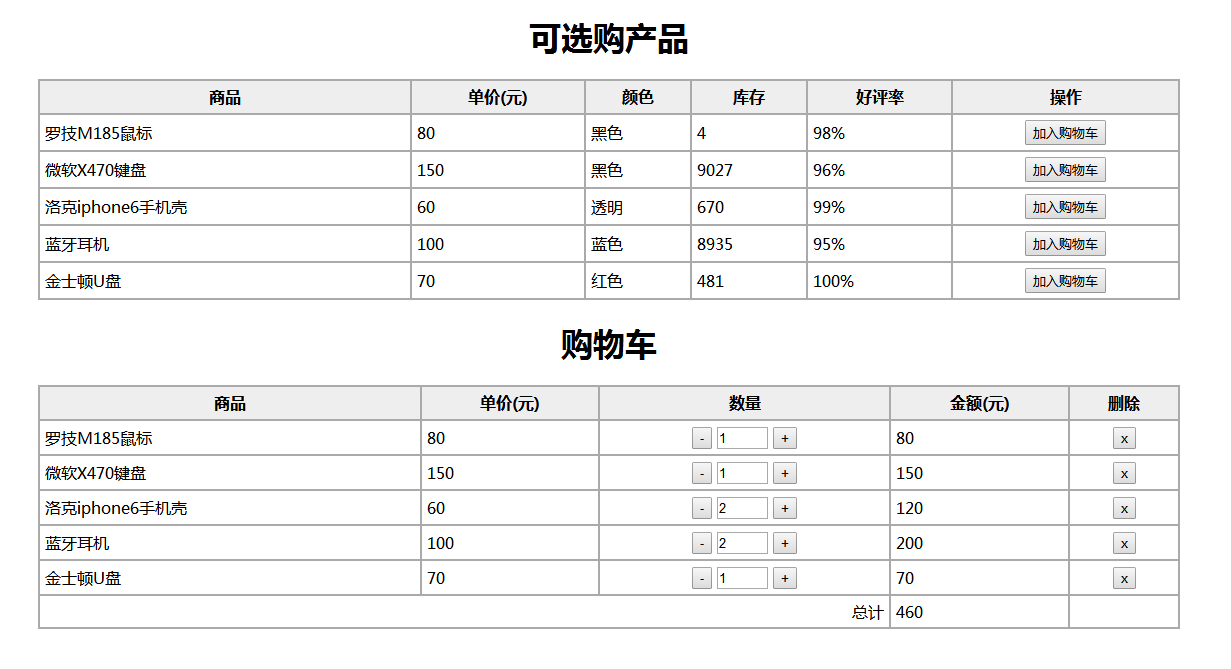 可选购产品
商品 单价(元) 颜色 库存 好评率 操作
罗技M185鼠标 80 黑色 4 98% 加入购物车
微软X470键盘 150 黑色 9027 96% 加入购物车
洛克iphone6手机壳 60 透明 670 99% 加入购物车
蓝牙耳机 100 蓝色 8935 95% 加入购物车
金士顿U盘 70 红色 481 100% 加入购物车
购物车
商品 单价(元) 数量 金额(元) 删除
罗技M185鼠标 80 - 1 + 80 x
微软X470键盘 150 - 1 + 150 x
洛克iphone6手机壳 60 - 2 + 120 x
蓝牙耳机 100 - 2 + 200 x
金士顿U盘 70 - 1 + 70 x
总计 460